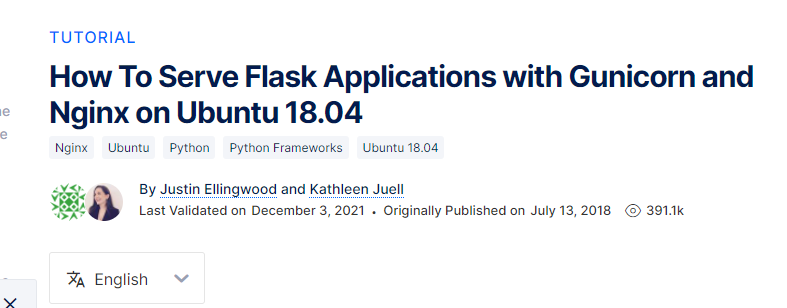 TUTORIAL
How To Serve Flask Applications with Gunicorn and
Nginx on Ubuntu 18.04
ne
Nginx Ubuntu Python Python Frameworks Ubuntu 18.04
e
By Justin Ellingwood and Kathleen Juell
Last Validated on December 3, 2021 • Originally Published on July 13, 2018 391.1k
English